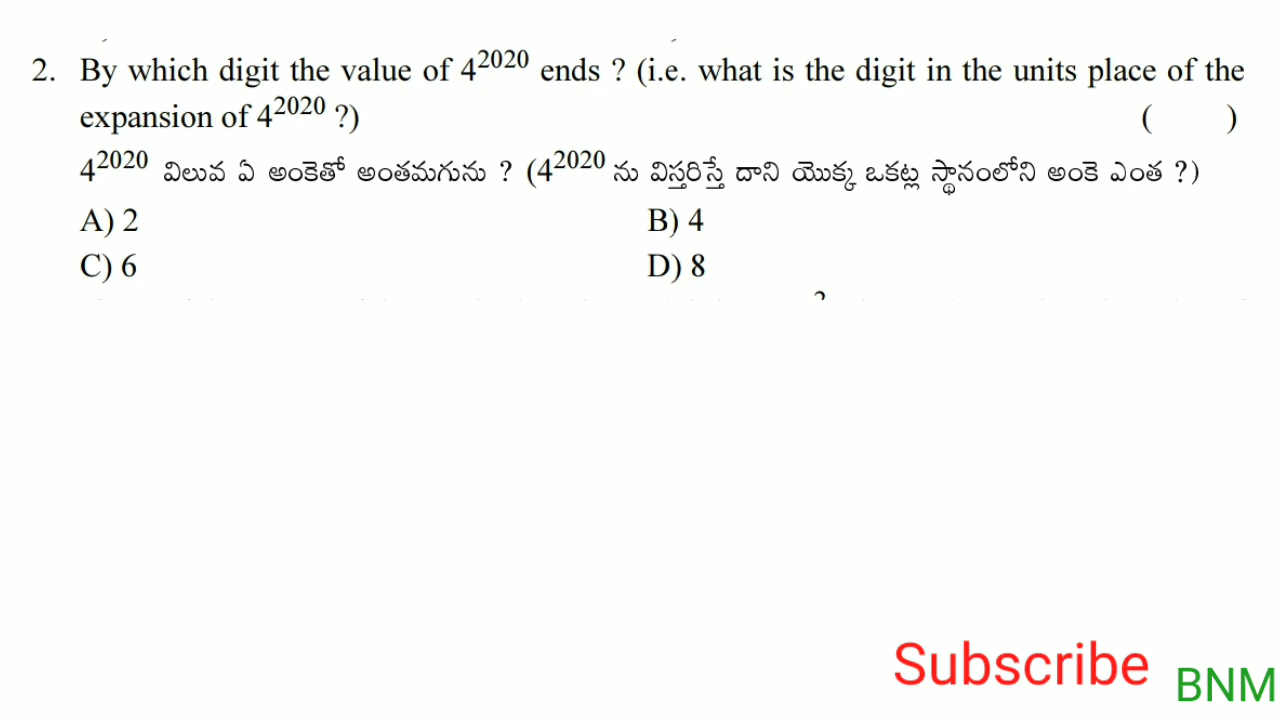 2. By which digit the value of 4^2020 ends ? (i.e. what is the digit in the units place of the
expansion of 4^2020 ?) ( )
4^2020 విలువ ఏ అంకెతో అంతమగును ? (4^2020 ను విస్తరిస్తే దాని యొక్క ఒకట్ల స్థానంలోని అంకె ఎంత ?)
A) 2 B) 4
C) 6 D) 8
Subscribe
BNM